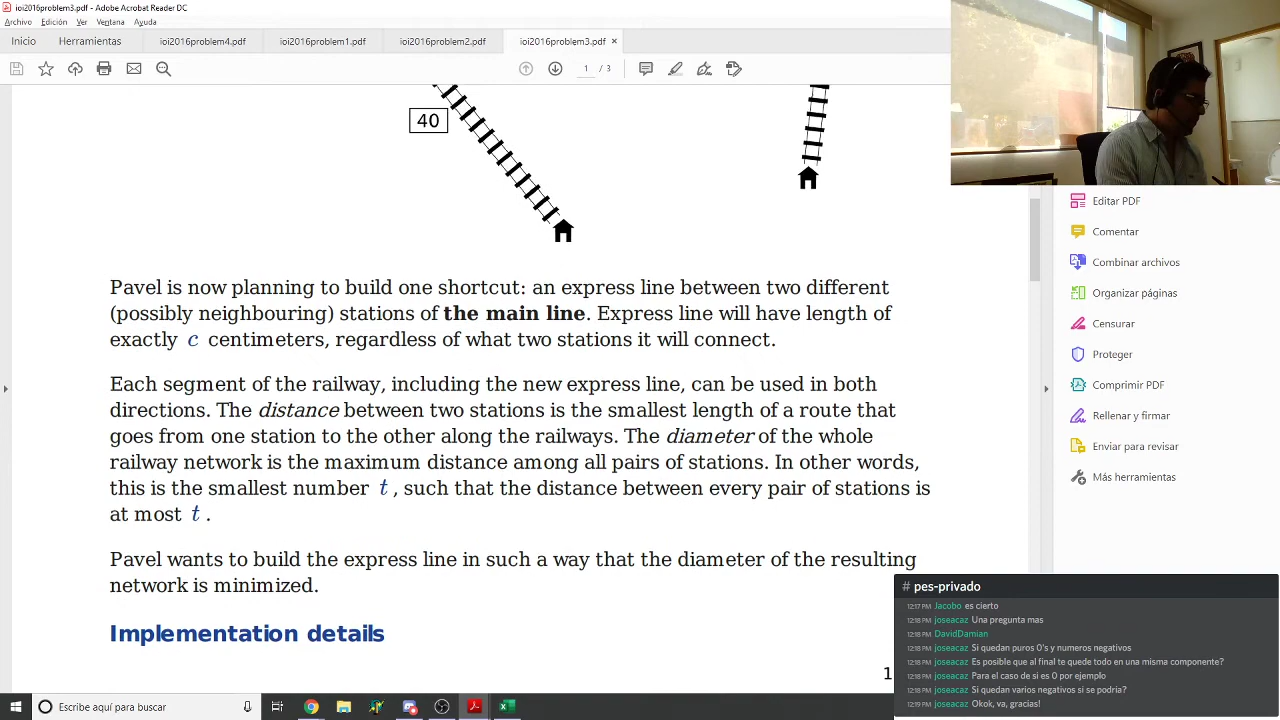 ioi2016problem3.pdf - Adobe Acrobat Reader DC
Archivo Edición Ver Ventana Ayuda
Inicio Herramientas ioi2016problem4.pdf ioi2016problem1.pdf ioi2016problem2.pdf ioi2016problem3.pdf ×
1 / 3
40
Pavel is now planning to build one shortcut: an express line between two different
(possibly neighbouring) stations of the main line. Express line will have length of
exactly c centimeters, regardless of what two stations it will connect.
Each segment of the railway, including the new express line, can be used in both
directions. The distance between two stations is the smallest length of a route that
goes from one station to the other along the railways. The diameter of the whole
railway network is the maximum distance among all pairs of stations. In other words,
this is the smallest number t , such that the distance between every pair of stations is
at most t .
Pavel wants to build the express line in such a way that the diameter of the resulting
network is minimized.
Implementation details
1
Editar PDF
Comentar
Combinar archivos
Organizar páginas
Censurar
Proteger
Comprimir PDF
Rellenar y firmar
Enviar para revisar
Más herramientas
# pes-privado
12:17 PM Jacobo es cierto
12:18 PM joseacaz Una pregunta mas
12:18 PM DavidDamian
12:18 PM joseacaz Si quedan puros 0's y numeros negativos
12:18 PM joseacaz Es posible que al final te quede todo en una misma componente?
12:18 PM joseacaz Para el caso de si es 0 por ejemplo
12:18 PM joseacaz Si quedan varios negativos si se podria?
12:19 PM joseacaz Okok, va, gracias!
Escribe aquí para buscar